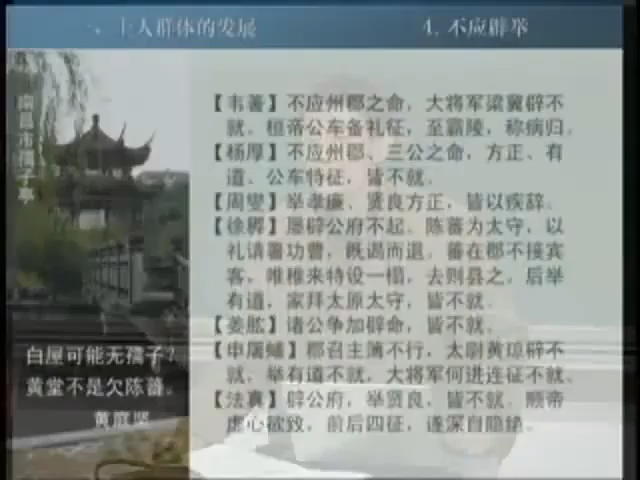 一、士人群体的发展
4. 不应辟举
南昌市孺子亭
【韦著】不应州郡之命，大将军梁冀辟不
就。桓帝公车备礼征，至霸陵，称病归。
【杨厚】不应州郡、三公之命，方正、有
道、公车特征，皆不就。
【周燮】举孝廉、贤良方正，皆以疾辞。
【徐稺】屡辟公府不起。陈蕃为太守，以
礼请署功曹，既谒而退。蕃在郡不接宾
客，唯稚来特设一榻，去则县之。后举
有道，家拜太原太守，皆不就。
【姜肱】诸公争加辟命，皆不就。
【申屠蟠】郡召主簿不行，太尉黄琼辟不
就，举有道不就，大将军何进连征不就。
【法真】辟公府，举贤良，皆不就。顺帝
虚心欲致，前后四征，遂深自隐绝。
白屋可能无孺子？
黄堂不是欠陈蕃。
黄庭坚